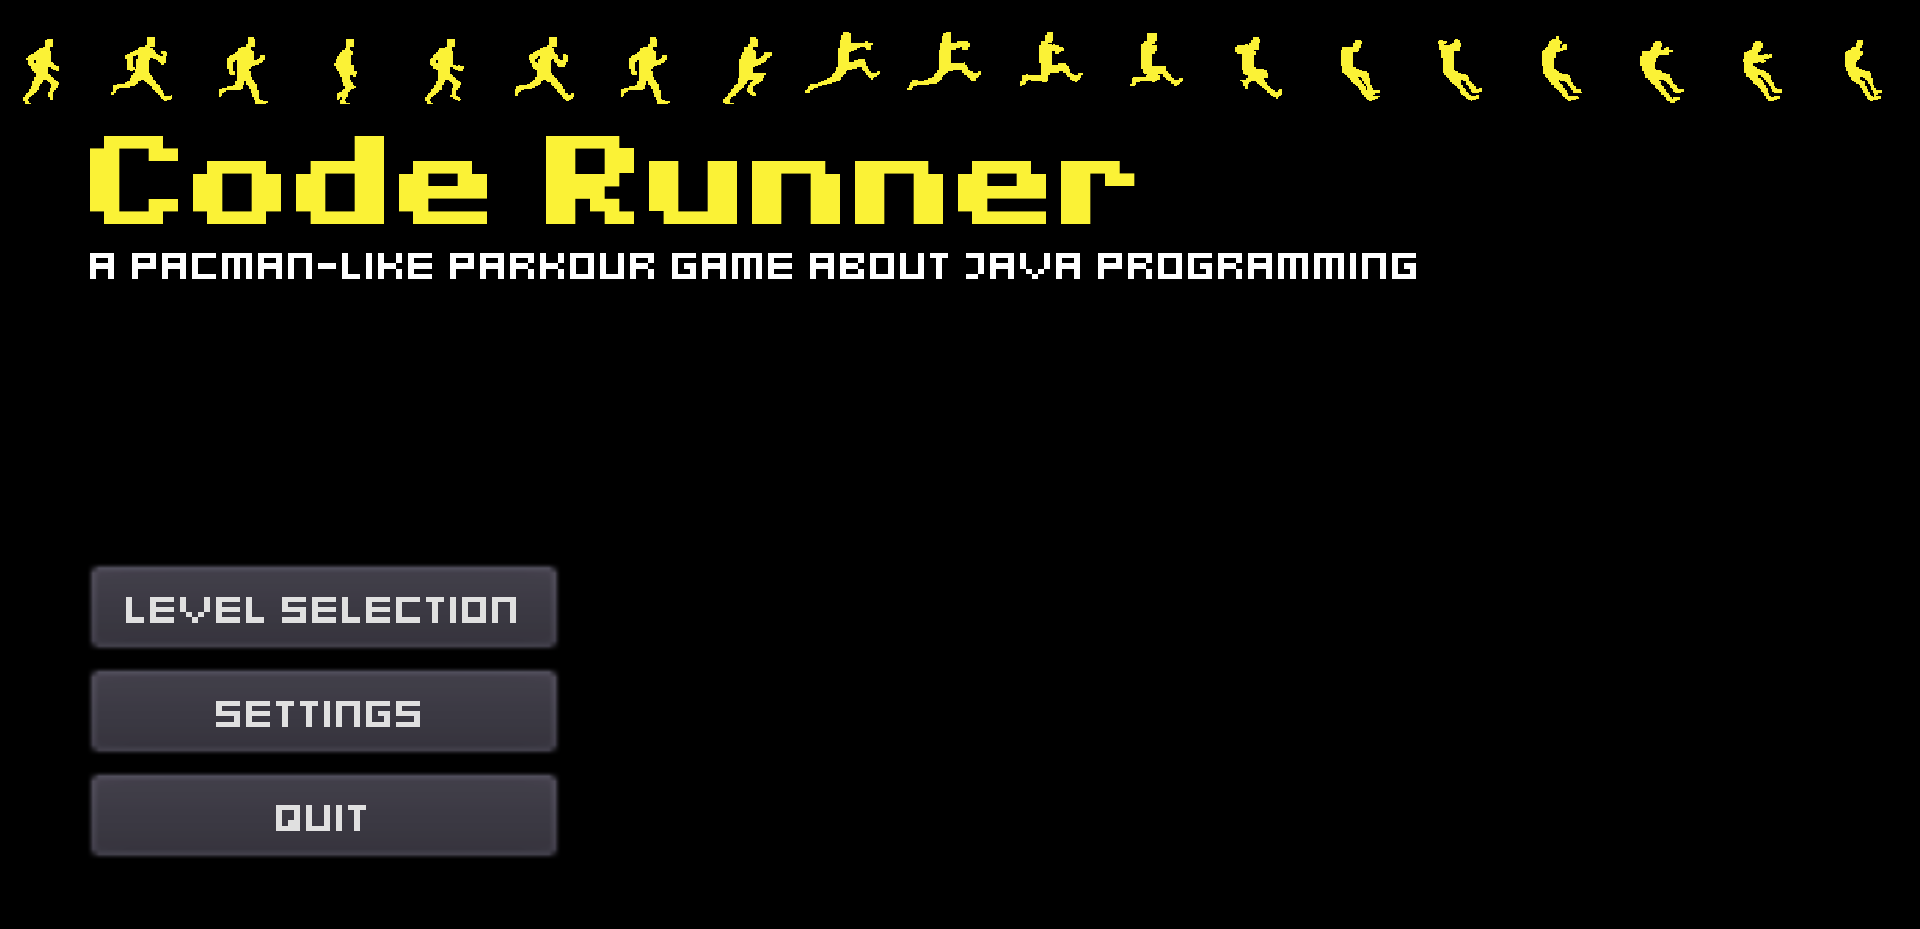 Code Runner
A PACMAN-LIKE PARKOUR GAME ABOUT JAVA PROGRAMMING
LEVEL SELECTION
SETTINGS
QUIT